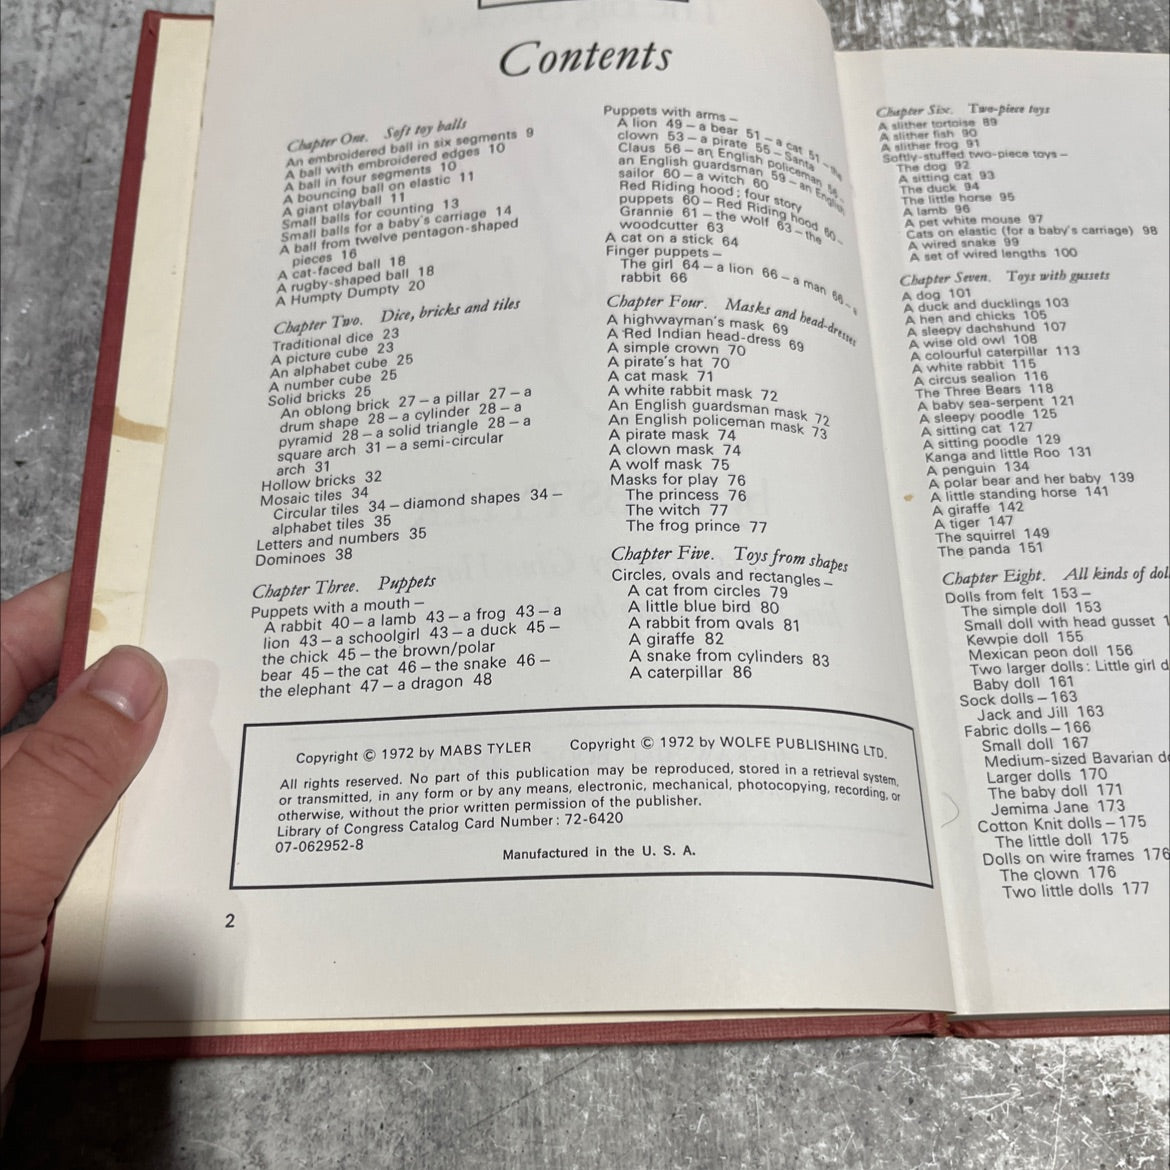 Contents
Chapter One. Soft toy balls
An embroidered ball in six segments 9
A ball with embroidered edges 10
A ball in four segments 10
A bouncing ball on elastic 11
A giant playball 11
Small balls for counting 13
Small balls for a baby's carriage 14
A ball from twelve pentagon-shaped
pieces 16
A cat-faced ball 18
A rugby-shaped ball 18
A Humpty Dumpty 20
Chapter Two. Dice, bricks and tiles
Traditional dice 23
A picture cube 23
An alphabet cube 25
A number cube 25
Solid bricks 25
An oblong brick 27 – a pillar 27 – a
drum shape 28 – a cylinder 28 – a
pyramid 28 – a solid triangle 28 – a
square arch 31 – a semi-circular
arch 31
Hollow bricks 32
Mosaic tiles 34
Circular tiles 34 – diamond shapes 34 –
alphabet tiles 35
Letters and numbers 35
Dominoes 38
Chapter Three. Puppets
Puppets with a mouth –
A rabbit 40 – a lamb 43 – a frog 43 – a
lion 43 – a schoolgirl 43 – a duck 45 –
the chick 45 – the brown/polar
bear 45 – the cat 46 – the snake 46 –
the elephant 47 – a dragon 48
Puppets with arms –
A lion 49 – a bear 51 – a cat 51 – the
clown 53 – a pirate 55 – Santa
Claus 56 – an English policeman 56 –
an English guardsman 59 – an English
sailor 60 – a witch 60
Red Riding hood : four story
puppets 60 – Red Riding hood 60 –
Grannie 61 – the wolf 63 – the
woodcutter 63
A cat on a stick 64
Finger puppets –
The girl 64 – a lion 66 – a man 66 – a
rabbit 66
Chapter Four. Masks and head-dresses
A highwayman's mask 69
A Red Indian head-dress 69
A simple crown 70
A pirate's hat 70
A cat mask 71
A white rabbit mask 72
An English guardsman mask 72
An English policeman mask 73
A pirate mask 74
A clown mask 74
A wolf mask 75
Masks for play 76
The princess 76
The witch 77
The frog prince 77
Chapter Five. Toys from shapes
Circles, ovals and rectangles –
A cat from circles 79
A little blue bird 80
A rabbit from ovals 81
A giraffe 82
A snake from cylinders 83
A caterpillar 86
Copyright © 1972 by MABS TYLER Copyright © 1972 by WOLFE PUBLISHING LTD.
All rights reserved. No part of this publication may be reproduced, stored in a retrieval system,
or transmitted, in any form or by any means, electronic, mechanical, photocopying, recording, or
otherwise, without the prior written permission of the publisher.
Library of Congress Catalog Card Number: 72-6420
07-062952-8
Manufactured in the U. S. A.
2
Chapter Six. Two-piece toys
A slither tortoise 89
A slither fish 90
A slither frog 91
Softly-stuffed two-piece toys –
The dog 92
A sitting cat 93
The duck 94
The little horse 95
A lamb 96
A pet white mouse 97
Cats on elastic (for a baby's carriage) 98
A wired snake 99
A set of wired lengths 100
Chapter Seven. Toys with gussets
A dog 101
A duck and ducklings 103
A hen and chicks 105
A sleepy dachshund 107
A wise old owl 108
A colourful caterpillar 113
A white rabbit 115
A circus sealion 116
The Three Bears 118
A baby sea-serpent 121
A sleepy poodle 125
A sitting cat 127
A sitting poodle 129
Kanga and little Roo 131
A penguin 134
A polar bear and her baby 139
A little standing horse 141
A giraffe 142
A tiger 147
The squirrel 149
The panda 151
Chapter Eight. All kinds of
Dolls from felt 153 –
The simple doll 153
Small doll with head gusset
Kewpie doll 155
Mexican peon doll 156
Two larger dolls : Little girl
Baby doll 161
Sock dolls – 163
Jack and Jill 163
Fabric dolls – 166
Small doll 167
Medium-sized Bavarian
Larger dolls 170
The baby doll 171
Jemima Jane 173
Cotton Knit dolls – 175
The little doll 175
Dolls on wire frames 176
The clown 176
Two little dolls 177